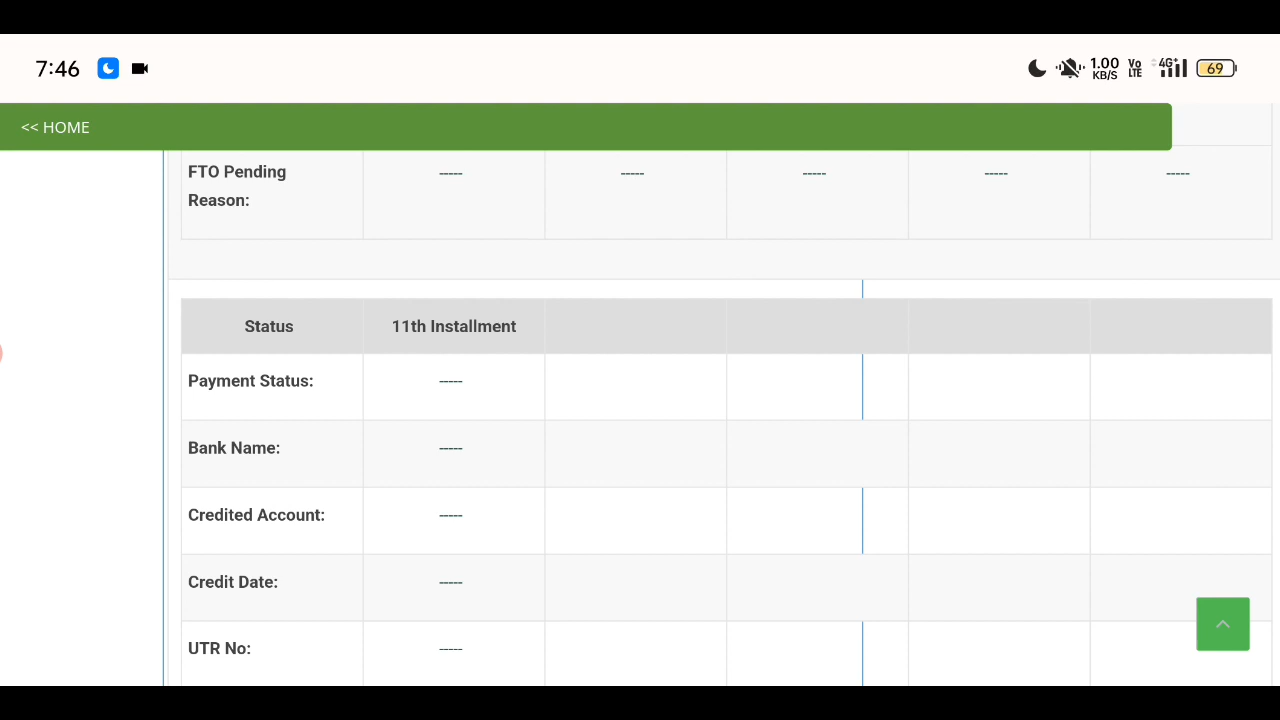 7:46
1.00 KB/S
Vo LTE
4G+
69
<< HOME
FTO Pending ----- ----- ----- ----- -----
Reason:
Status 11th Installment
Payment Status: -----
Bank Name: -----
Credited Account: -----
Credit Date: -----
UTR No: -----